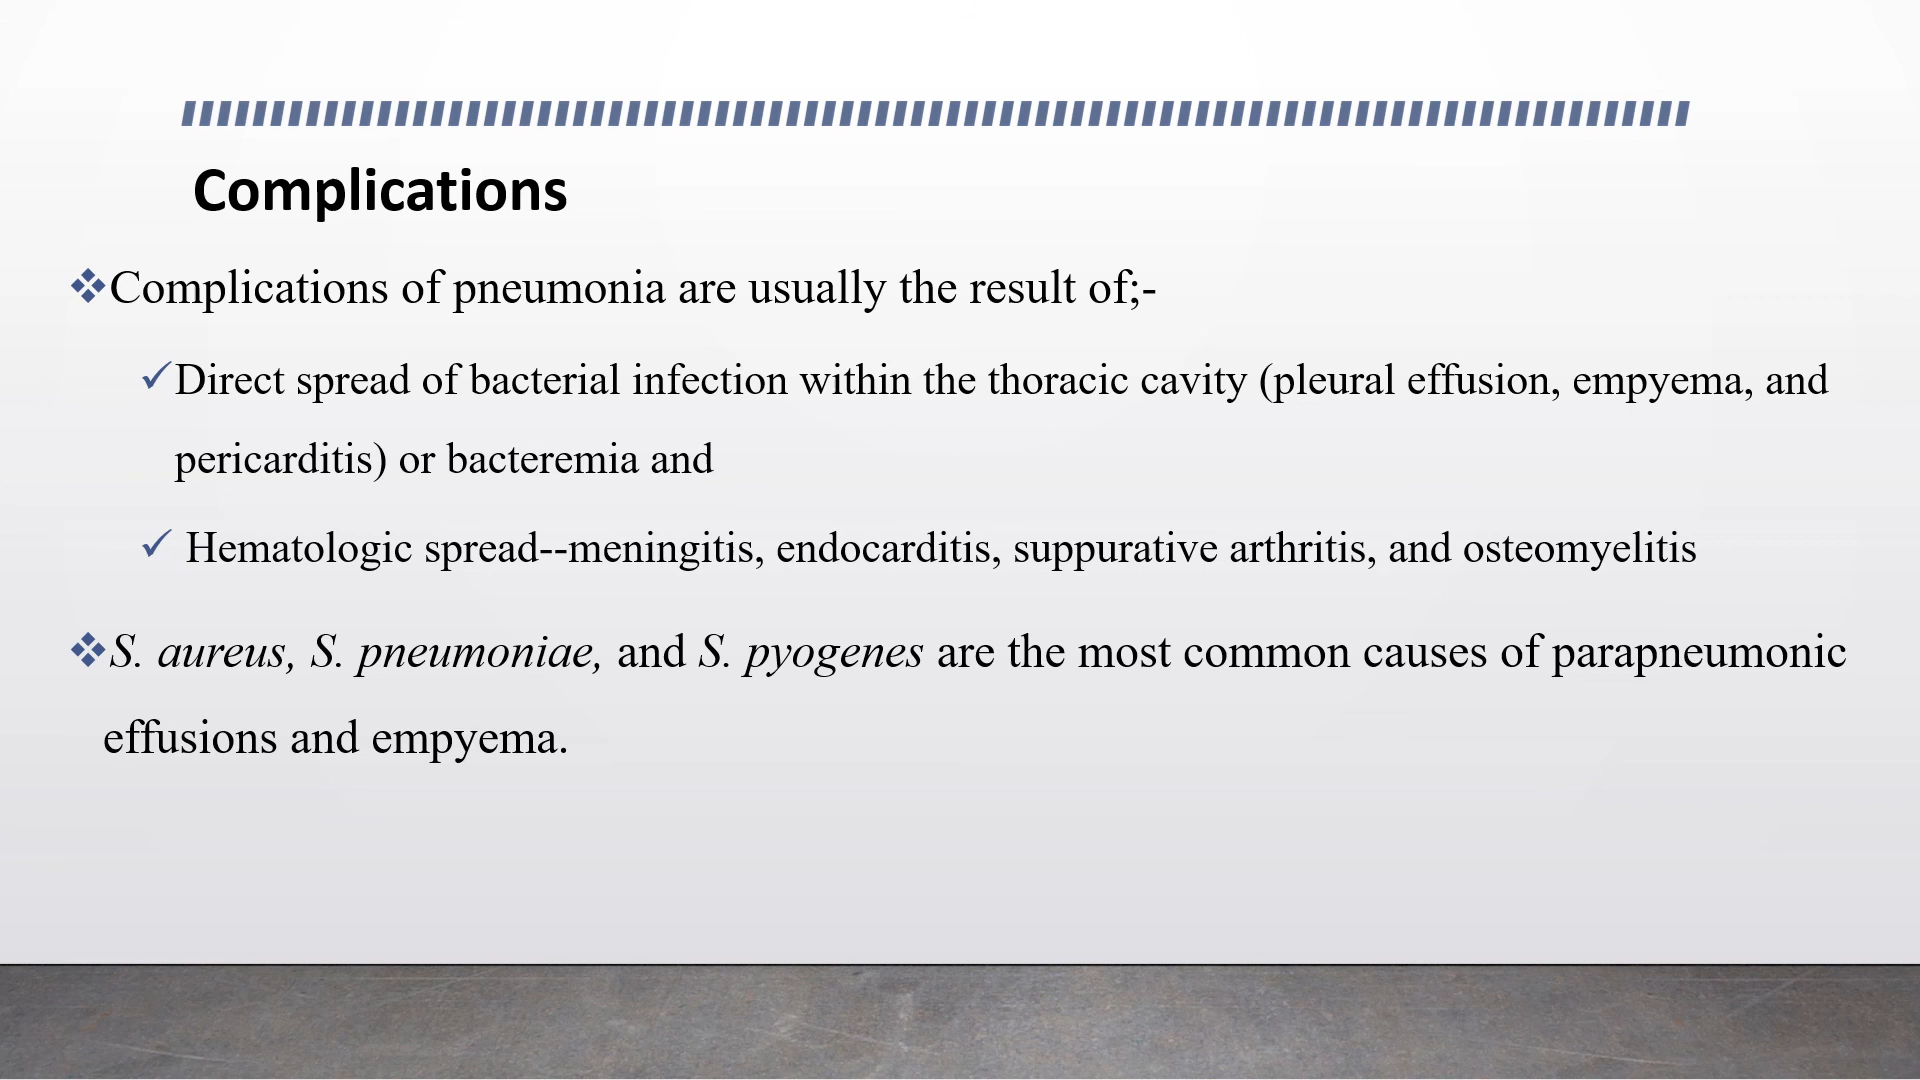 Complications
❖Complications of pneumonia are usually the result of;-
✓Direct spread of bacterial infection within the thoracic cavity (pleural effusion, empyema, and
pericarditis) or bacteremia and
✓ Hematologic spread--meningitis, endocarditis, suppurative arthritis, and osteomyelitis
❖S. aureus, S. pneumoniae, and S. pyogenes are the most common causes of parapneumonic
effusions and empyema.